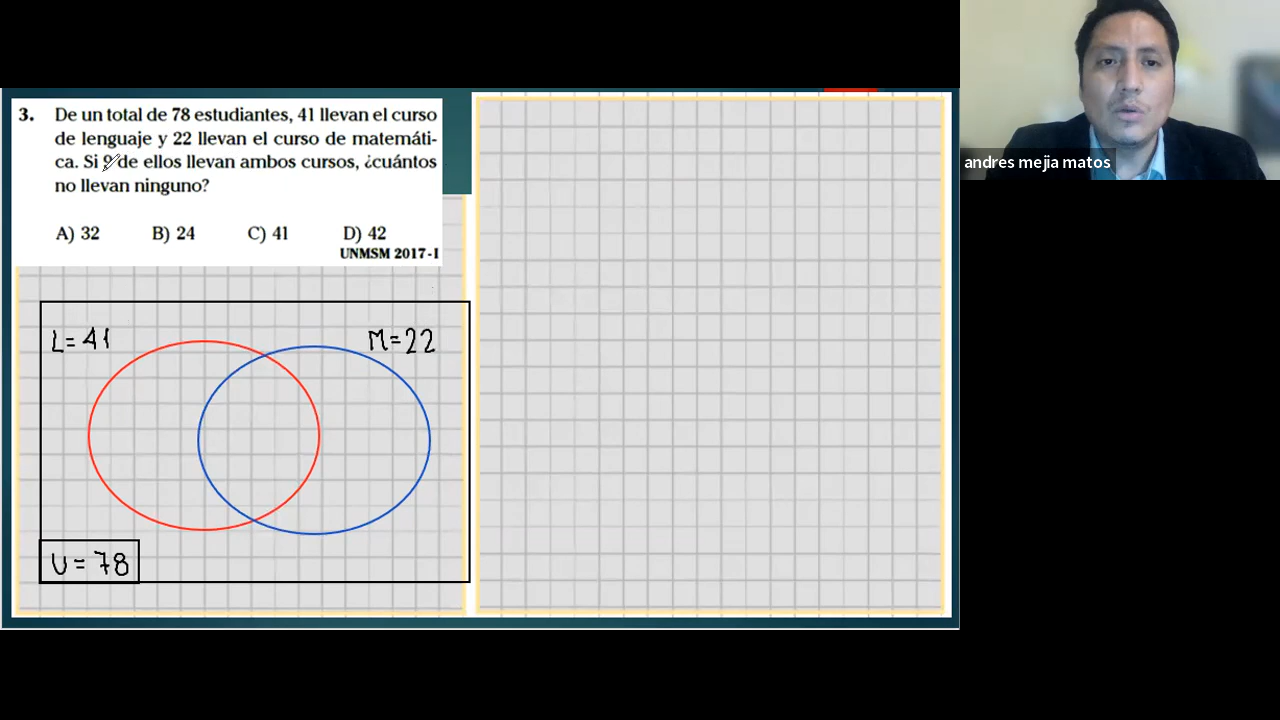 3. De un total de 78 estudiantes, 41 llevan el curso
de lenguaje y 22 llevan el curso de matemáti-
ca. Si 9 de ellos llevan ambos cursos, ¿cuántos
no llevan ninguno?
A) 32 B) 24 C) 41 D) 42
UNMSM 2017-I
L = 41 M = 22
U = 78
andres mejia matos